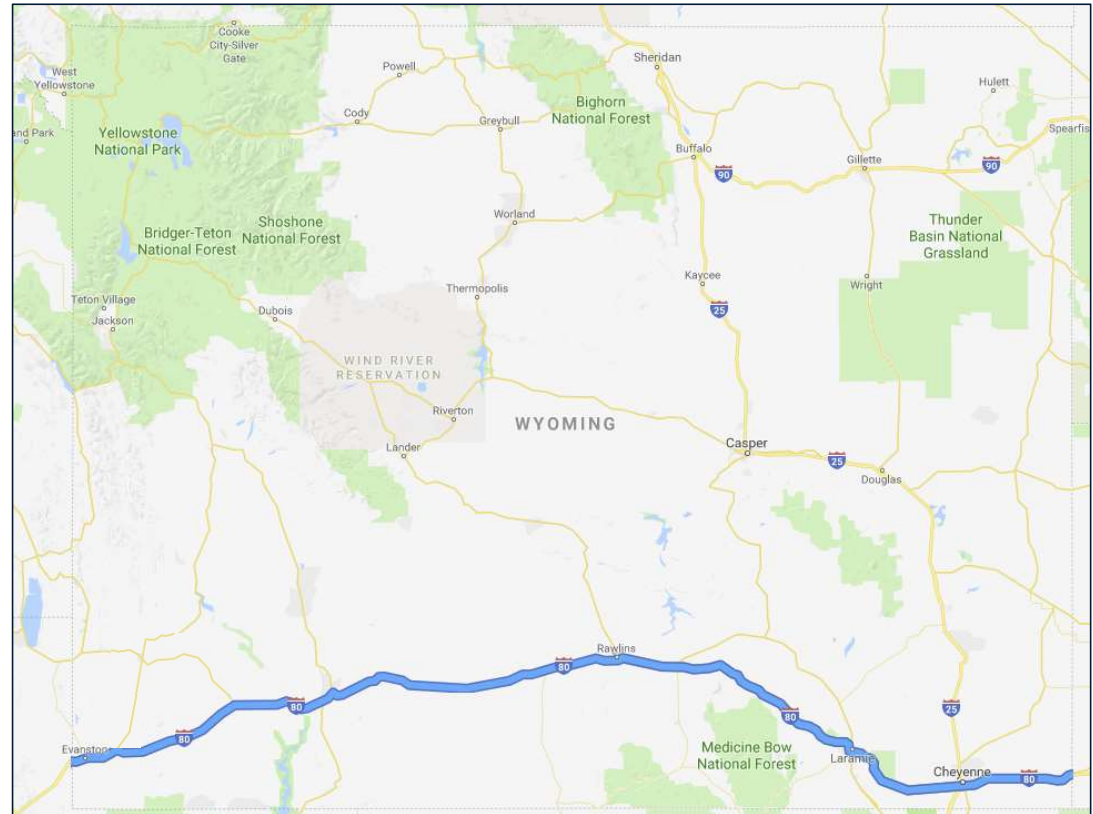 Cooke
City-Silver
Gate
West
Yellowstone
Powell
Sheridan
Hulett
Cody
Greybull
Bighorn
National Forest
and Park
Yellowstone
National Park
Spearfis
Buffalo
90
Gillette
90
Worland
Shoshone
National Forest
Bridger-Teton
National Forest
Thunder
Basin National
Grassland
Kaycee
Wright
Thermopolis
Teton Village
Jackson
Dubois
25
WIND RIVER
RESERVATION
Riverton
WYOMING
Lander
Casper
25
Douglas
Rawlins
80
80
25
80
80
Evanston
Medicine Bow
National Forest
Laramie
Cheyenne
80